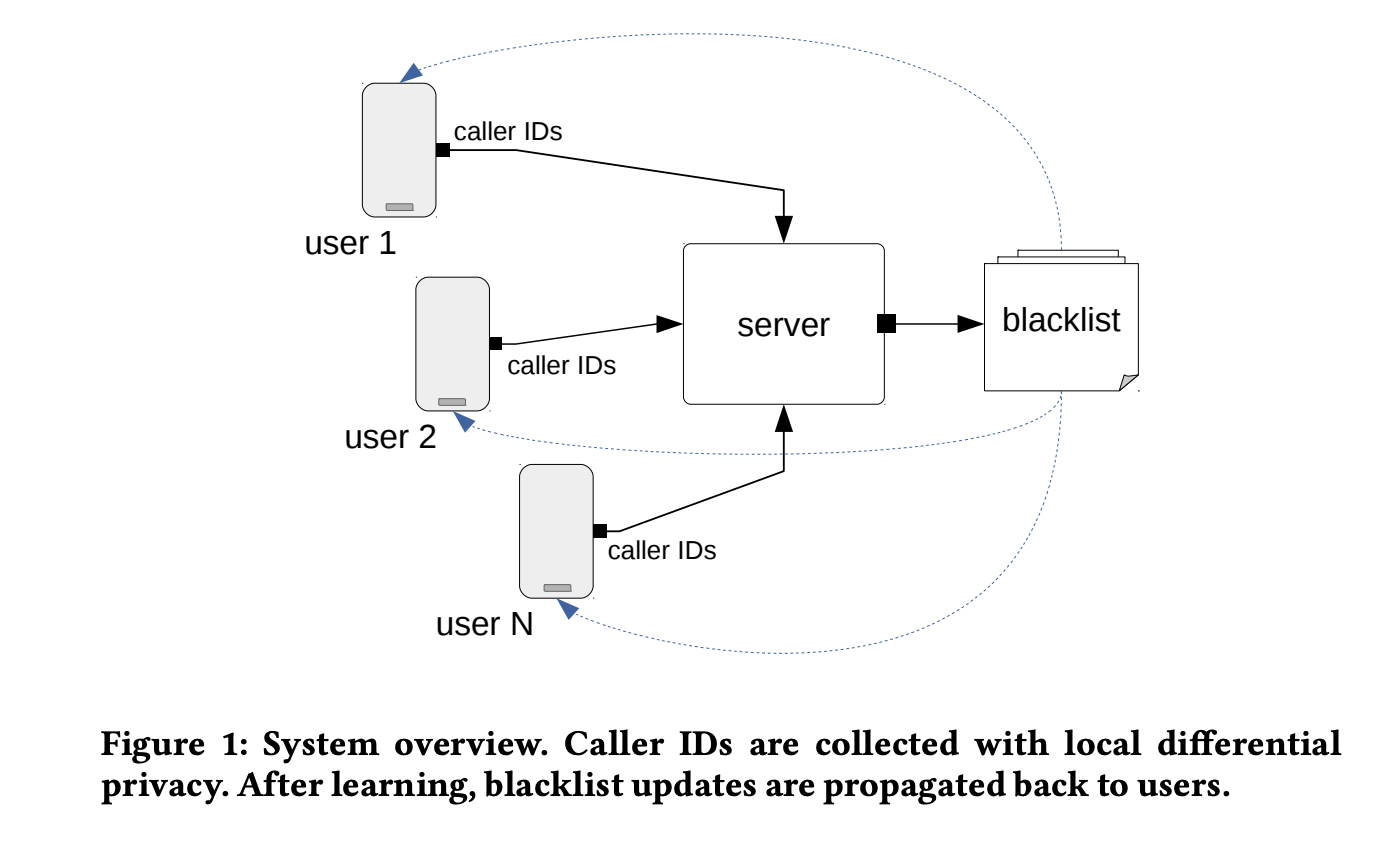 caller IDs
user 1
server
blacklist
caller IDs
user 2
caller IDs
user N
Figure 1: System overview. Caller IDs are collected with local differential
privacy. After learning, blacklist updates are propagated back to users.